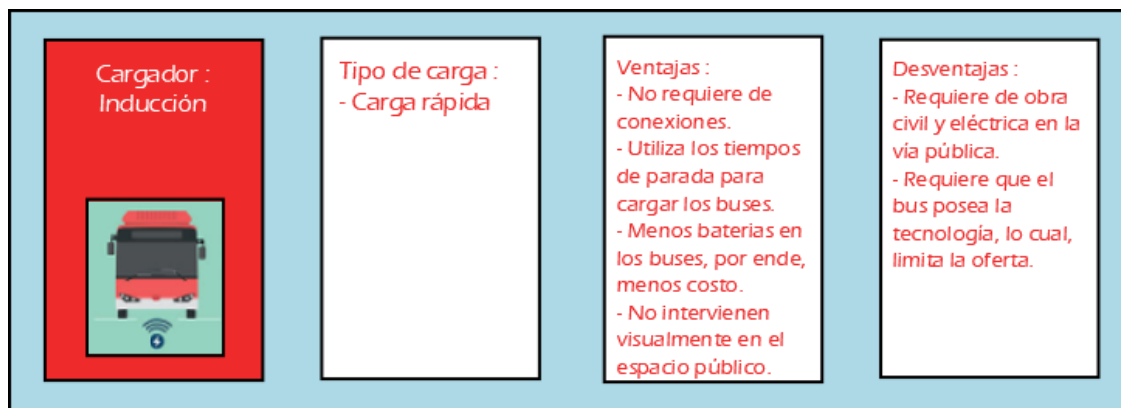 Cargador :
Inducción
Tipo de carga :
- Carga rápida
Ventajas :
- No requiere de
conexiones.
- Utiliza los tiempos
de parada para
cargar los buses.
- Menos baterias en
los buses, por ende,
menos costo.
- No intervienen
visualmente en el
espacio público.
Desventajas :
- Requiere de obra
civil y eléctrica en la
vía pública.
- Requiere que el
bus posea la
tecnología, lo cual,
limita la oferta.